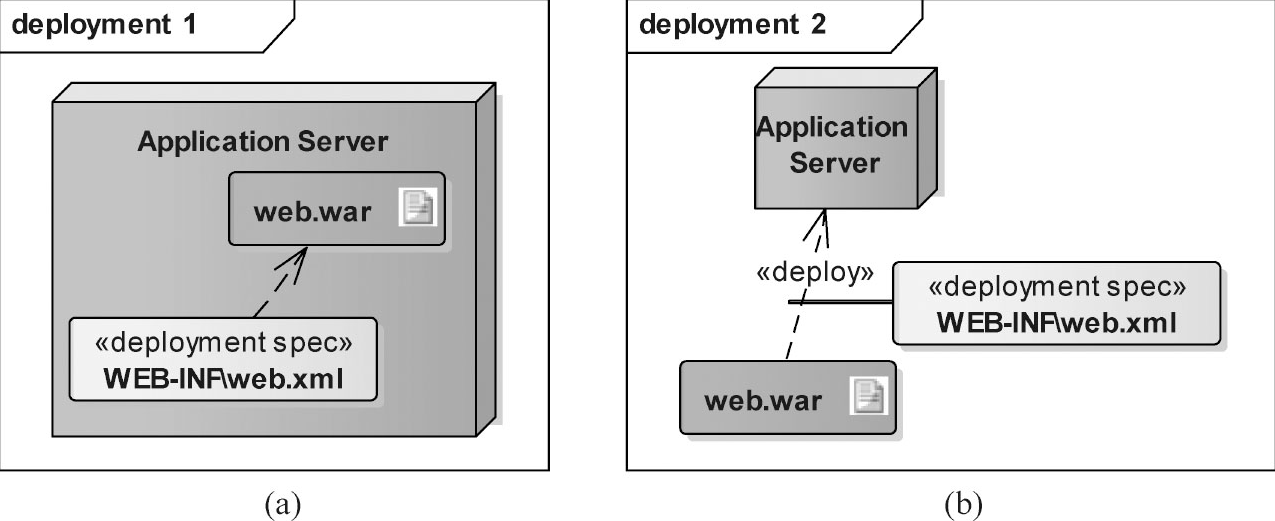 deployment 1
Application Server
web.war
«deployment spec»
WEB-INF\web.xml
(a)
deployment 2
Application
Server
«deploy»
«deployment spec»
WEB-INF\web.xml
web.war
(b)